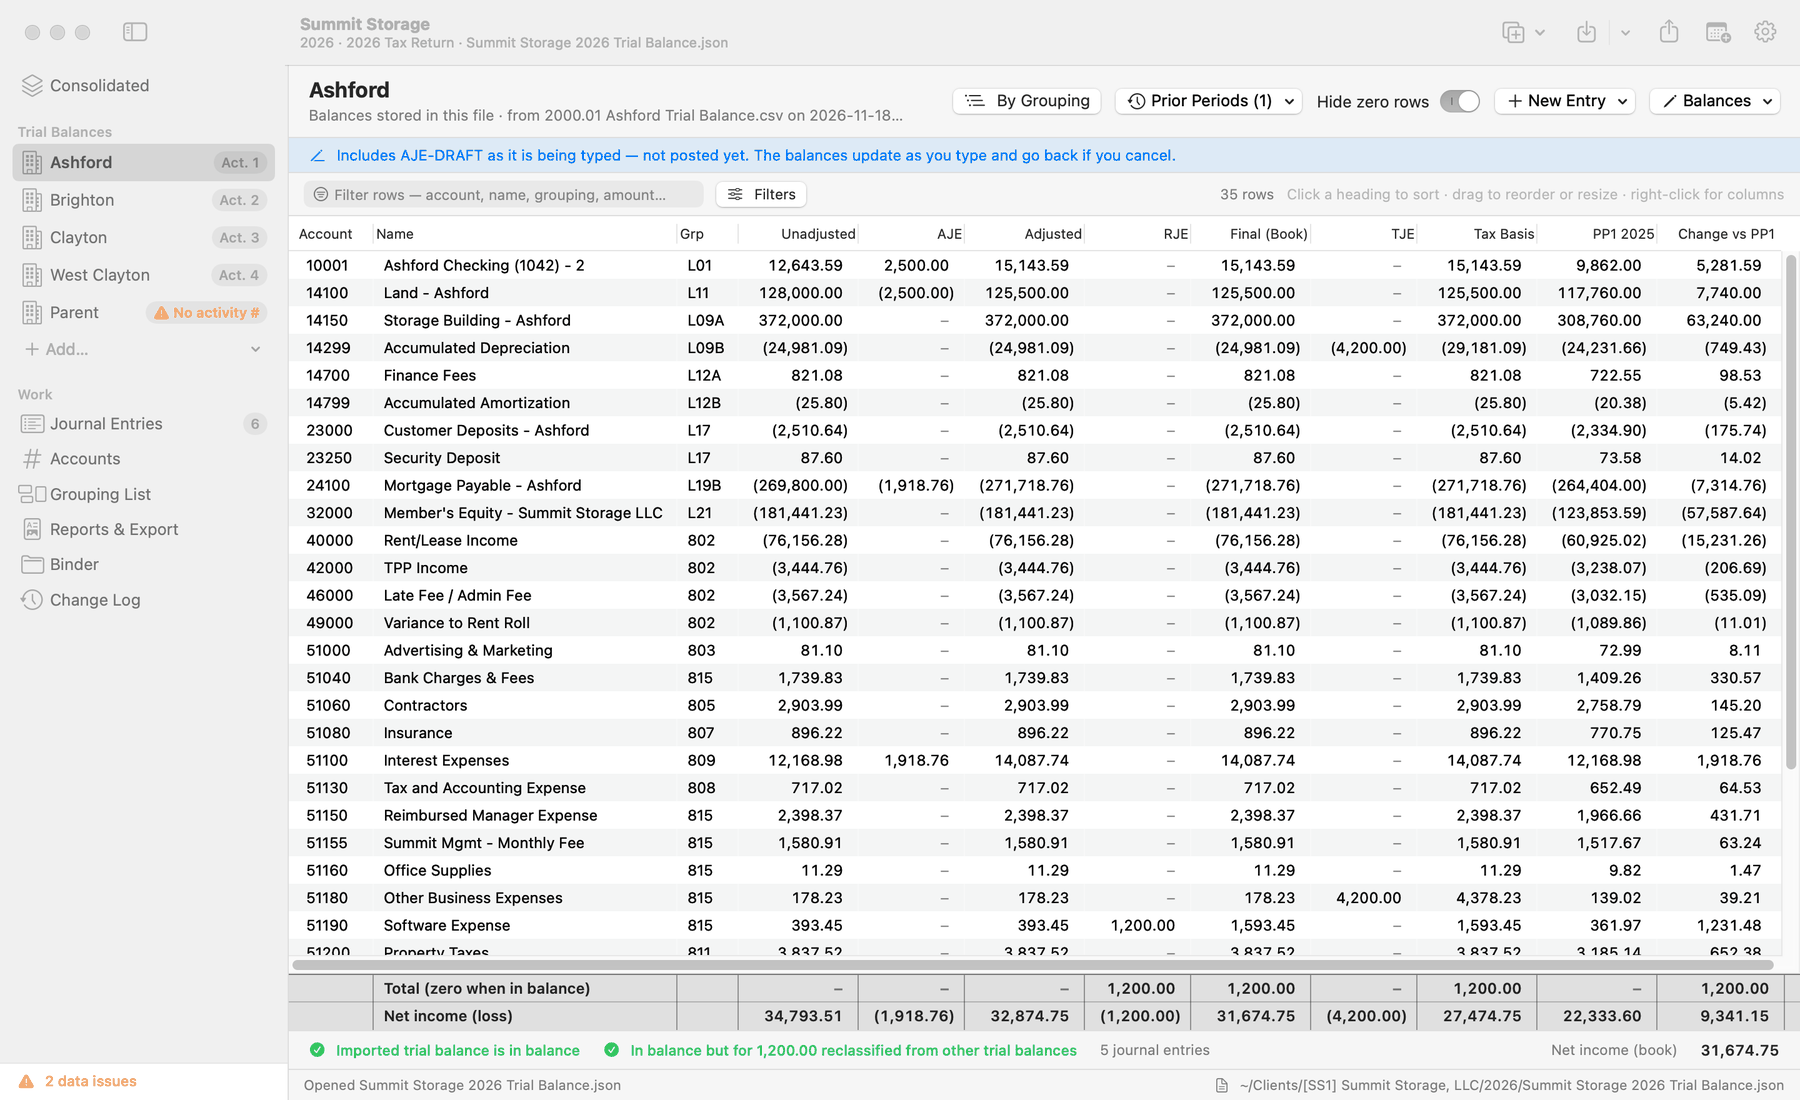 Summit Storage
2026 · 2026 Tax Return · Summit Storage 2026 Trial Balance.json
Consolidated
Trial Balances
Ashford Act. 1
Brighton Act. 2
Clayton Act. 3
West Clayton Act. 4
Parent No activity #
Add...
Work
Journal Entries 6
Accounts
Grouping List
Reports & Export
Binder
Change Log
2 data issues
Ashford
Balances stored in this file · from 2000.01 Ashford Trial Balance.csv on 2026-11-18...
By Grouping Prior Periods (1) Hide zero rows New Entry Balances
Includes AJE-DRAFT as it is being typed — not posted yet. The balances update as you type and go back if you cancel.
Filter rows — account, name, grouping, amount... Filters 35 rows Click a heading to sort · drag to reorder or resize · right-click for columns
Account Name Grp Unadjusted AJE Adjusted RJE Final (Book) TJE Tax Basis PP1 2025 Change vs PP1
10001 Ashford Checking (1042) - 2 L01 12,643.59 2,500.00 15,143.59 – 15,143.59 – 15,143.59 9,862.00 5,281.59
14100 Land - Ashford L11 128,000.00 (2,500.00) 125,500.00 – 125,500.00 – 125,500.00 117,760.00 7,740.00
14150 Storage Building - Ashford L09A 372,000.00 – 372,000.00 – 372,000.00 – 372,000.00 308,760.00 63,240.00
14299 Accumulated Depreciation L09B (24,981.09) – (24,981.09) – (24,981.09) (4,200.00) (29,181.09) (24,231.66) (749.43)
14700 Finance Fees L12A 821.08 – 821.08 – 821.08 – 821.08 722.55 98.53
14799 Accumulated Amortization L12B (25.80) – (25.80) – (25.80) – (25.80) (20.38) (5.42)
23000 Customer Deposits - Ashford L17 (2,510.64) – (2,510.64) – (2,510.64) – (2,510.64) (2,334.90) (175.74)
23250 Security Deposit L17 87.60 – 87.60 – 87.60 – 87.60 73.58 14.02
24100 Mortgage Payable - Ashford L19B (269,800.00) (1,918.76) (271,718.76) – (271,718.76) – (271,718.76) (264,404.00) (7,314.76)
32000 Member's Equity - Summit Storage LLC L21 (181,441.23) – (181,441.23) – (181,441.23) – (181,441.23) (123,853.59) (57,587.64)
40000 Rent/Lease Income 802 (76,156.28) – (76,156.28) – (76,156.28) – (76,156.28) (60,925.02) (15,231.26)
42000 TPP Income 802 (3,444.76) – (3,444.76) – (3,444.76) – (3,444.76) (3,238.07) (206.69)
46000 Late Fee / Admin Fee 802 (3,567.24) – (3,567.24) – (3,567.24) – (3,567.24) (3,032.15) (535.09)
49000 Variance to Rent Roll 802 (1,100.87) – (1,100.87) – (1,100.87) – (1,100.87) (1,089.86) (11.01)
51000 Advertising & Marketing 803 81.10 – 81.10 – 81.10 – 81.10 72.99 8.11
51040 Bank Charges & Fees 815 1,739.83 – 1,739.83 – 1,739.83 – 1,739.83 1,409.26 330.57
51060 Contractors 805 2,903.99 – 2,903.99 – 2,903.99 – 2,903.99 2,758.79 145.20
51080 Insurance 807 896.22 – 896.22 – 896.22 – 896.22 770.75 125.47
51100 Interest Expenses 809 12,168.98 1,918.76 14,087.74 – 14,087.74 – 14,087.74 12,168.98 1,918.76
51130 Tax and Accounting Expense 808 717.02 – 717.02 – 717.02 – 717.02 652.49 64.53
51150 Reimbursed Manager Expense 815 2,398.37 – 2,398.37 – 2,398.37 – 2,398.37 1,966.66 431.71
51155 Summit Mgmt - Monthly Fee 815 1,580.91 – 1,580.91 – 1,580.91 – 1,580.91 1,517.67 63.24
51160 Office Supplies 815 11.29 – 11.29 – 11.29 – 11.29 9.82 1.47
51180 Other Business Expenses 815 178.23 – 178.23 – 178.23 4,200.00 4,378.23 139.02 39.21
51190 Software Expense 815 393.45 – 393.45 1,200.00 1,593.45 – 1,593.45 361.97 1,231.48
51200 Property Taxes 811 3,837.52 – 3,837.52 – 3,837.52 – 3,837.52 3,185.14 652.38
Total (zero when in balance) – – – 1,200.00 1,200.00 – 1,200.00 – 1,200.00
Net income (loss) 34,793.51 (1,918.76) 32,874.75 (1,200.00) 31,674.75 (4,200.00) 27,474.75 22,333.60 9,341.15
Imported trial balance is in balance In balance but for 1,200.00 reclassified from other trial balances 5 journal entries Net income (book) 31,674.75
Opened Summit Storage 2026 Trial Balance.json ~/Clients/[SS1] Summit Storage, LLC/2026/Summit Storage 2026 Trial Balance.json